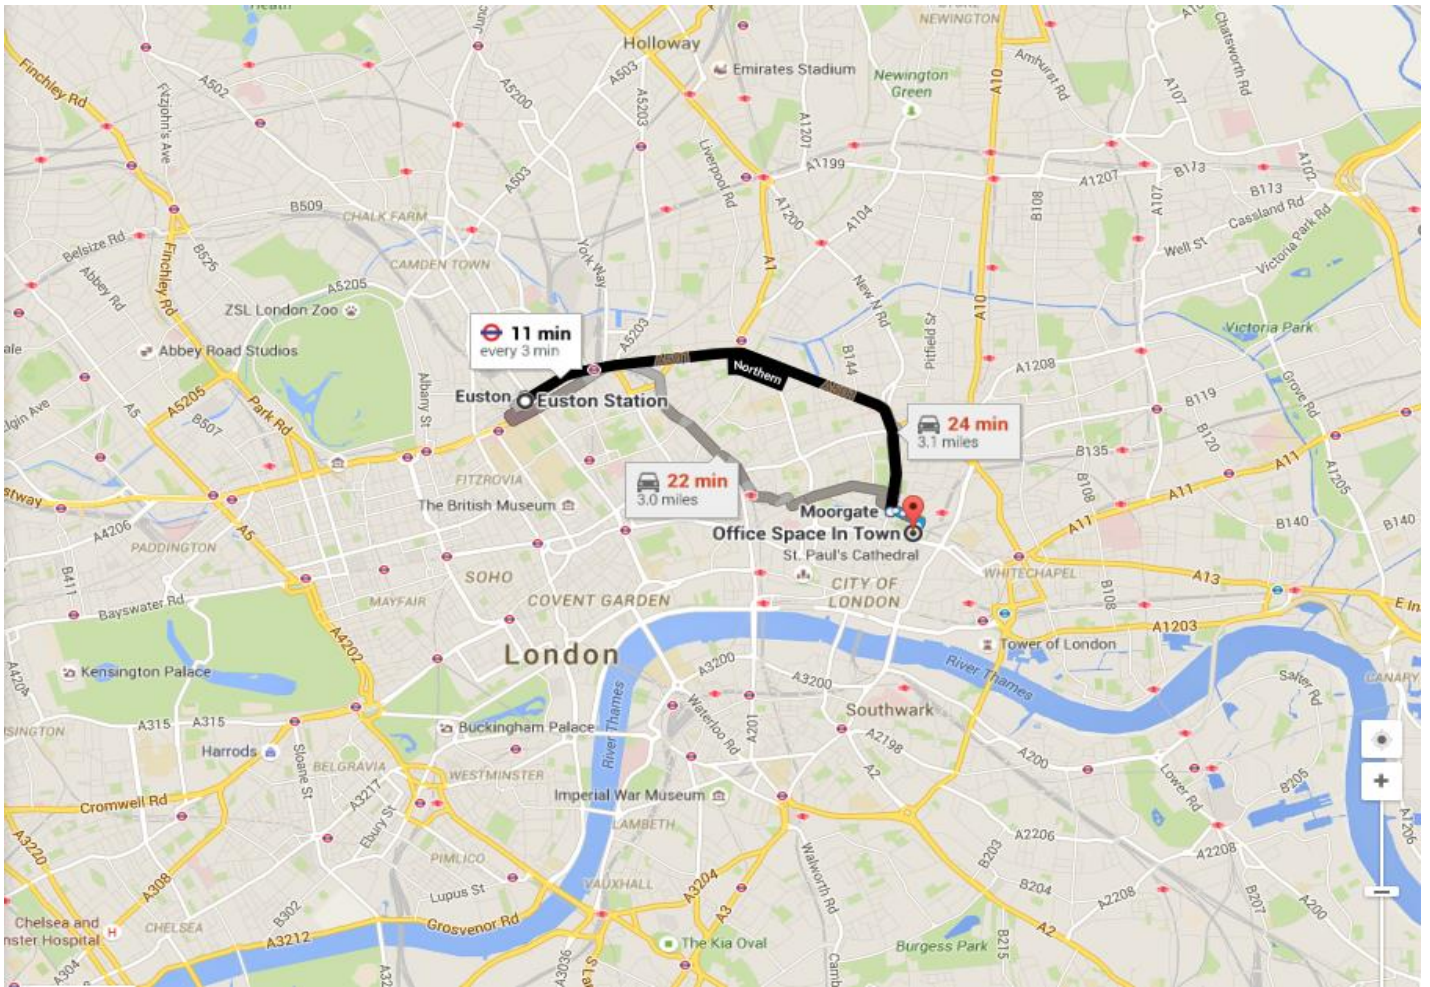 Heath
NEWINGTON
Holloway
Chatsworth Rd
Finchley Rd
A502
Fitzjohn's Ave
A5200
A503
Emirates Stadium
Newington
Green
A10
Amhurst Rd
A107
A5203
A1201
A1199
Liverpool Rd
A1207
B113
A102
B113
A107
B108
Cassland Rd
A503
B509
CHALK FARM
A1200
A104
Belsize Rd
Finchley Rd
B525
Well St
Victoria Park Rd
CAMDEN TOWN
York Way
A1
Abbey Rd
A5205
New N Rd
A10
ZSL London Zoo
11 min
every 3 min
A5203
Pitfield St
Victoria Park
Abbey Road Studios
Northern
B144
A1208
Albany St
Grove Rd
A5205
Euston
Euston Station
Park Rd
B507
A5
24 min
3.1 miles
B119
B120
B135
A11
FITZROVIA
22 min
3.0 miles
B108
A1205
The British Museum
Moorgate
A11
Office Space In Town
A11
B140
B140
A4206
A5
PADDINGTON
St. Paul's Cathedral
B411
SOHO
CITY OF
LONDON
WHITECHAPEL
A13
Bayswater Rd
MAYFAIR
COVENT GARDEN
B108
A1203
A4202
London
Tower of London
A3200
River Thames
Kensington Palace
A3200
Salter Rd
CANARY
A315
A315
River Thames
Waterloo Rd
A201
Southwark
Buckingham Palace
Harrods
Sloane St
A2198
A200
BELGRAVIA
WESTMINSTER
A2
Lower Rd
B205
A3217
Imperial War Museum
Cromwell Rd
Ebury St
LAMBETH
A1206
A2206
A3220
PIMLICO
B203
A2208
A308
Lupus St
VAUXHALL
A3204
Walworth Rd
B204
A2208
B207
A200
Chelsea and
CHELSEA
B302
Grosvenor Rd
A3
A2
A3212
The Kia Oval
Burgess Park
B215
A304
A3036